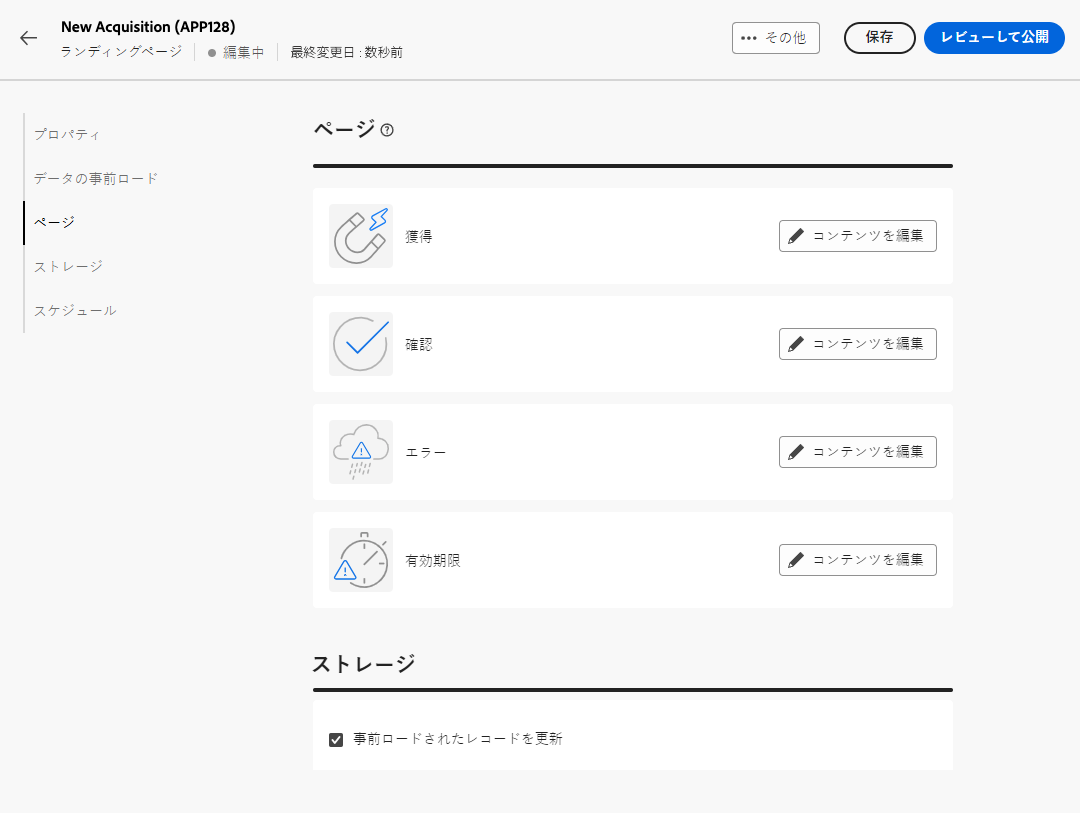 New Acquisition (APP128)
ランディングページ 編集中 最終変更日 : 数秒前
••• その他
保存
レビューして公開
プロパティ
データの事前ロード
ページ
ストレージ
スケジュール
ページ
獲得
コンテンツを編集
確認
コンテンツを編集
エラー
コンテンツを編集
有効期限
コンテンツを編集
ストレージ
事前ロードされたレコードを更新